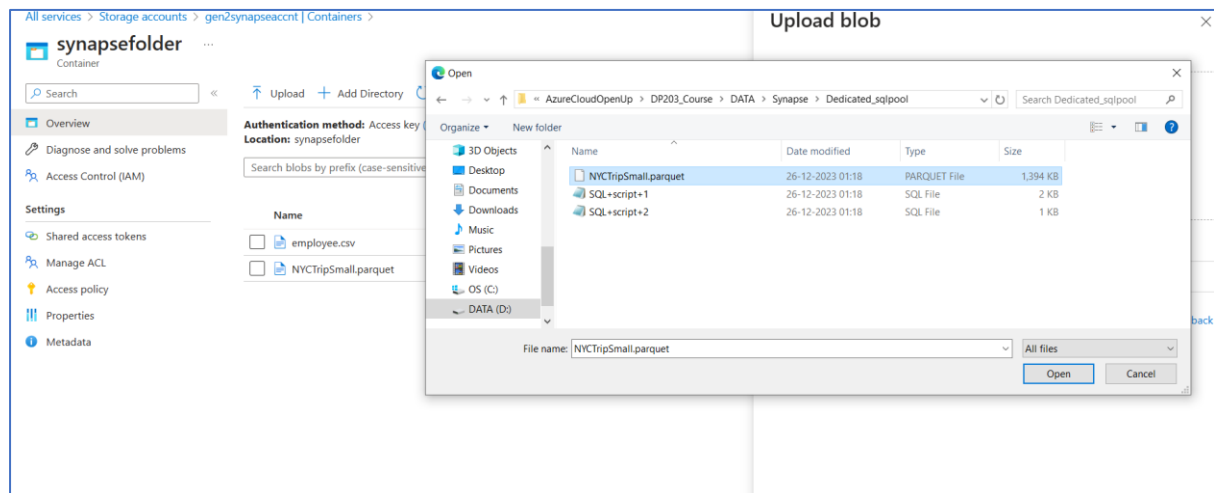 All services > Storage accounts > gen2synapseaccnt | Containers >
synapsefolder ...
Container
Search
«
Overview
Diagnose and solve problems
Access Control (IAM)
Settings
Shared access tokens
Manage ACL
Access policy
Properties
Metadata
Upload Add Directory
Authentication method: Access key (
Location: synapsefolder
Search blobs by prefix (case-sensitive
Name
employee.csv
NYCTripSmall.parquet
Upload blob
Open
« AzureCloudOpenUp > DP203_Course > DATA > Synapse > Dedicated_sqlpool
Search Dedicated_sqlpool
Organize New folder
3D Objects
Desktop
Documents
Downloads
Music
Pictures
Videos
OS (C:)
DATA (D:)
Name Date modified Type Size
NYCTripSmall.parquet 26-12-2023 01:18 PARQUET File 1,394 KB
SQL+script+1 26-12-2023 01:18 SQL File 2 KB
SQL+script+2 26-12-2023 01:18 SQL File 1 KB
File name: NYCTripSmall.parquet All files
Open Cancel
back